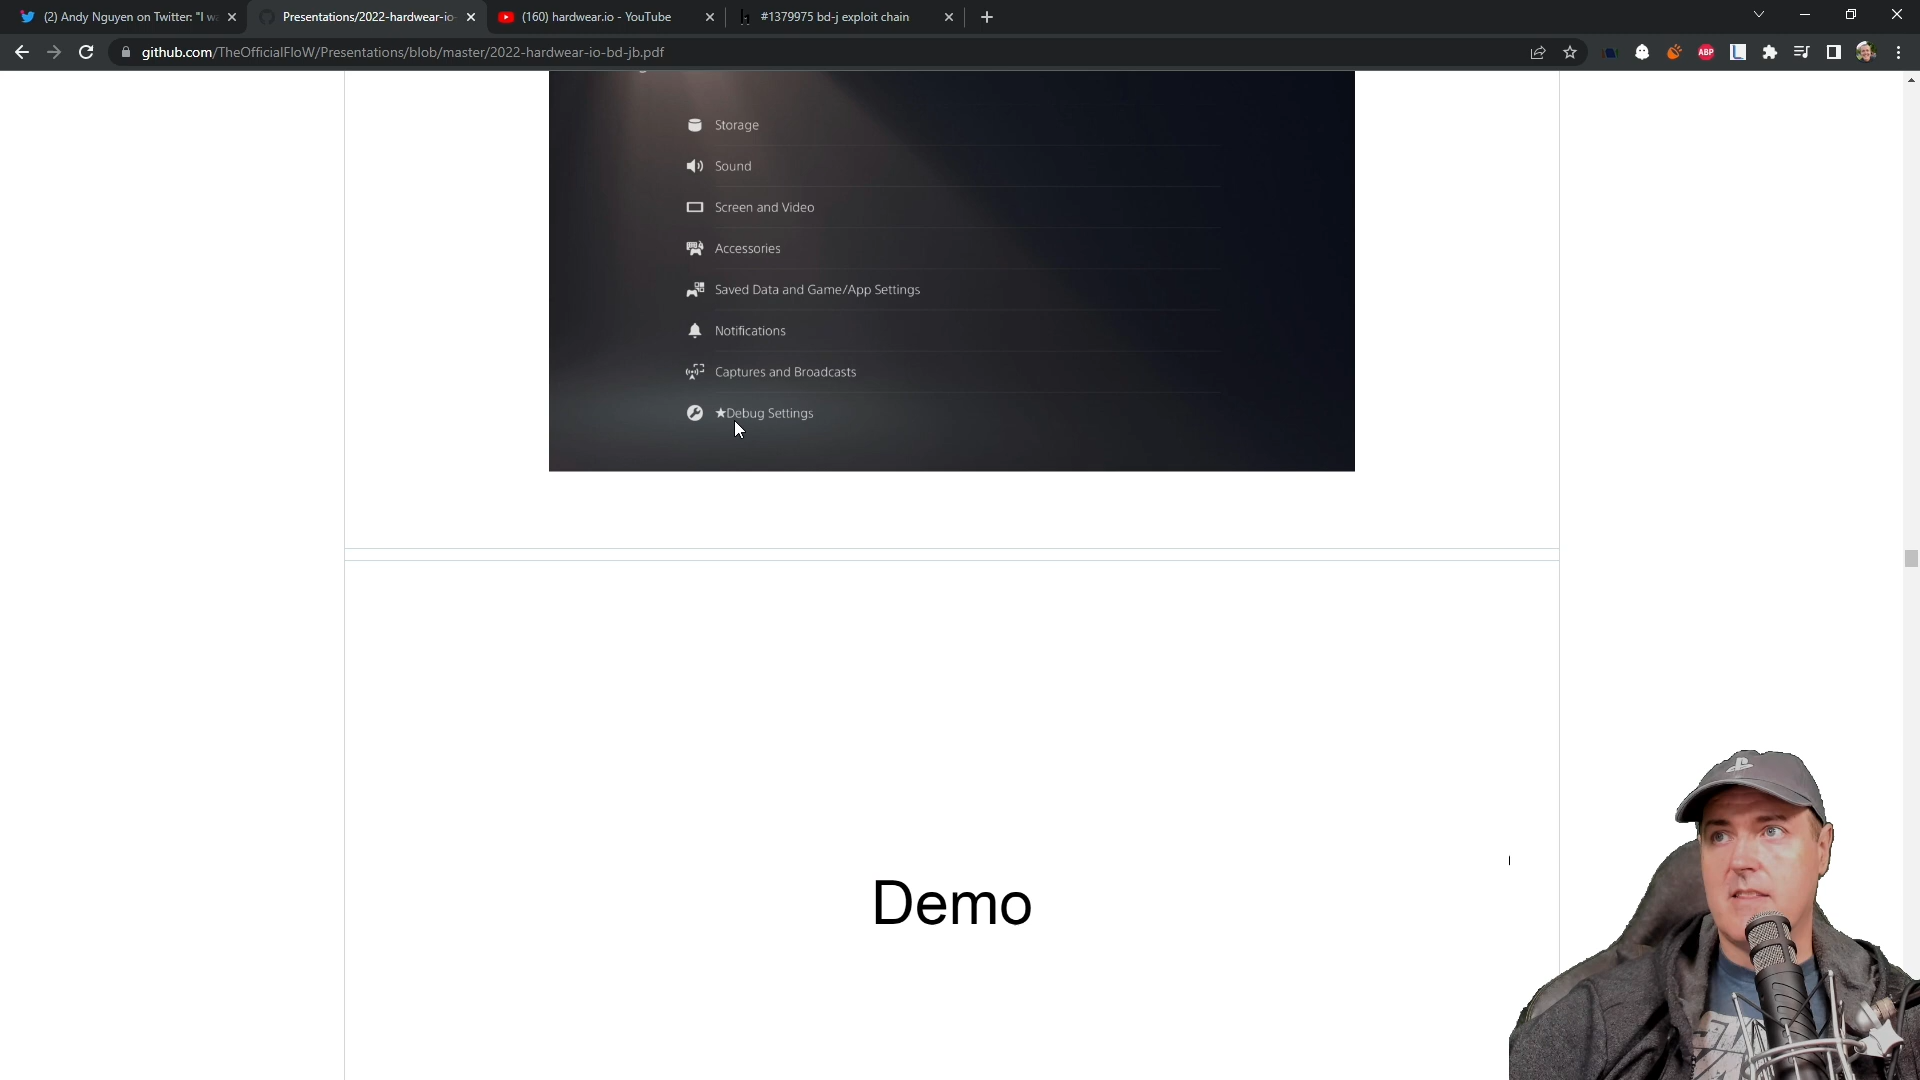 (2) Andy Nguyen on Twitter: "I w
Presentations/2022-hardwear-io-
(160) hardwear.io - YouTube
#1379975 bd-j exploit chain
github.com/TheOfficialFloW/Presentations/blob/master/2022-hardwear-io-bd-jb.pdf
ABP
Storage
Sound
Screen and Video
Accessories
Saved Data and Game/App Settings
Notifications
Captures and Broadcasts
★Debug Settings
Demo